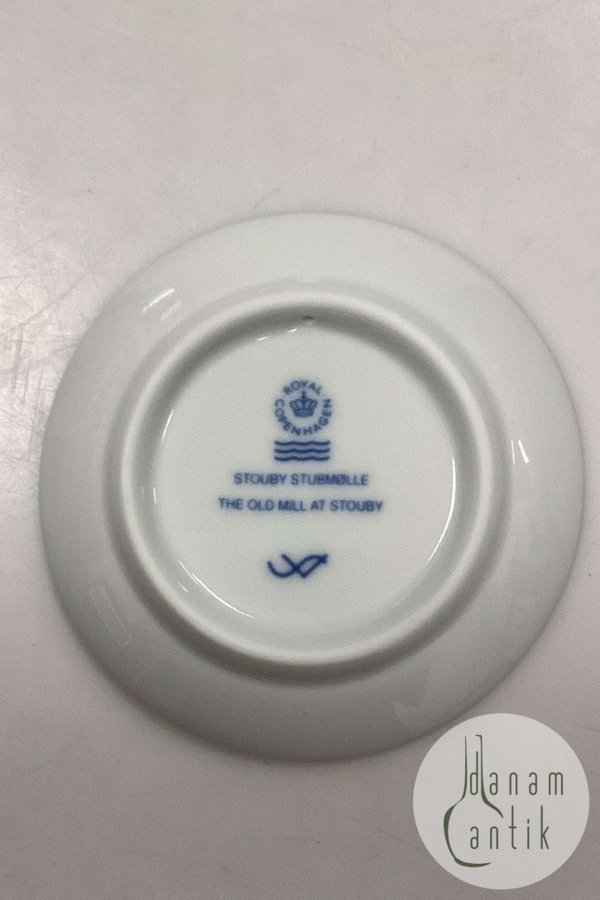 ROYAL
COPENHAGEN
STOUBY STUBMØLLE
THE OLD MILL AT STOUBY
danam
antik